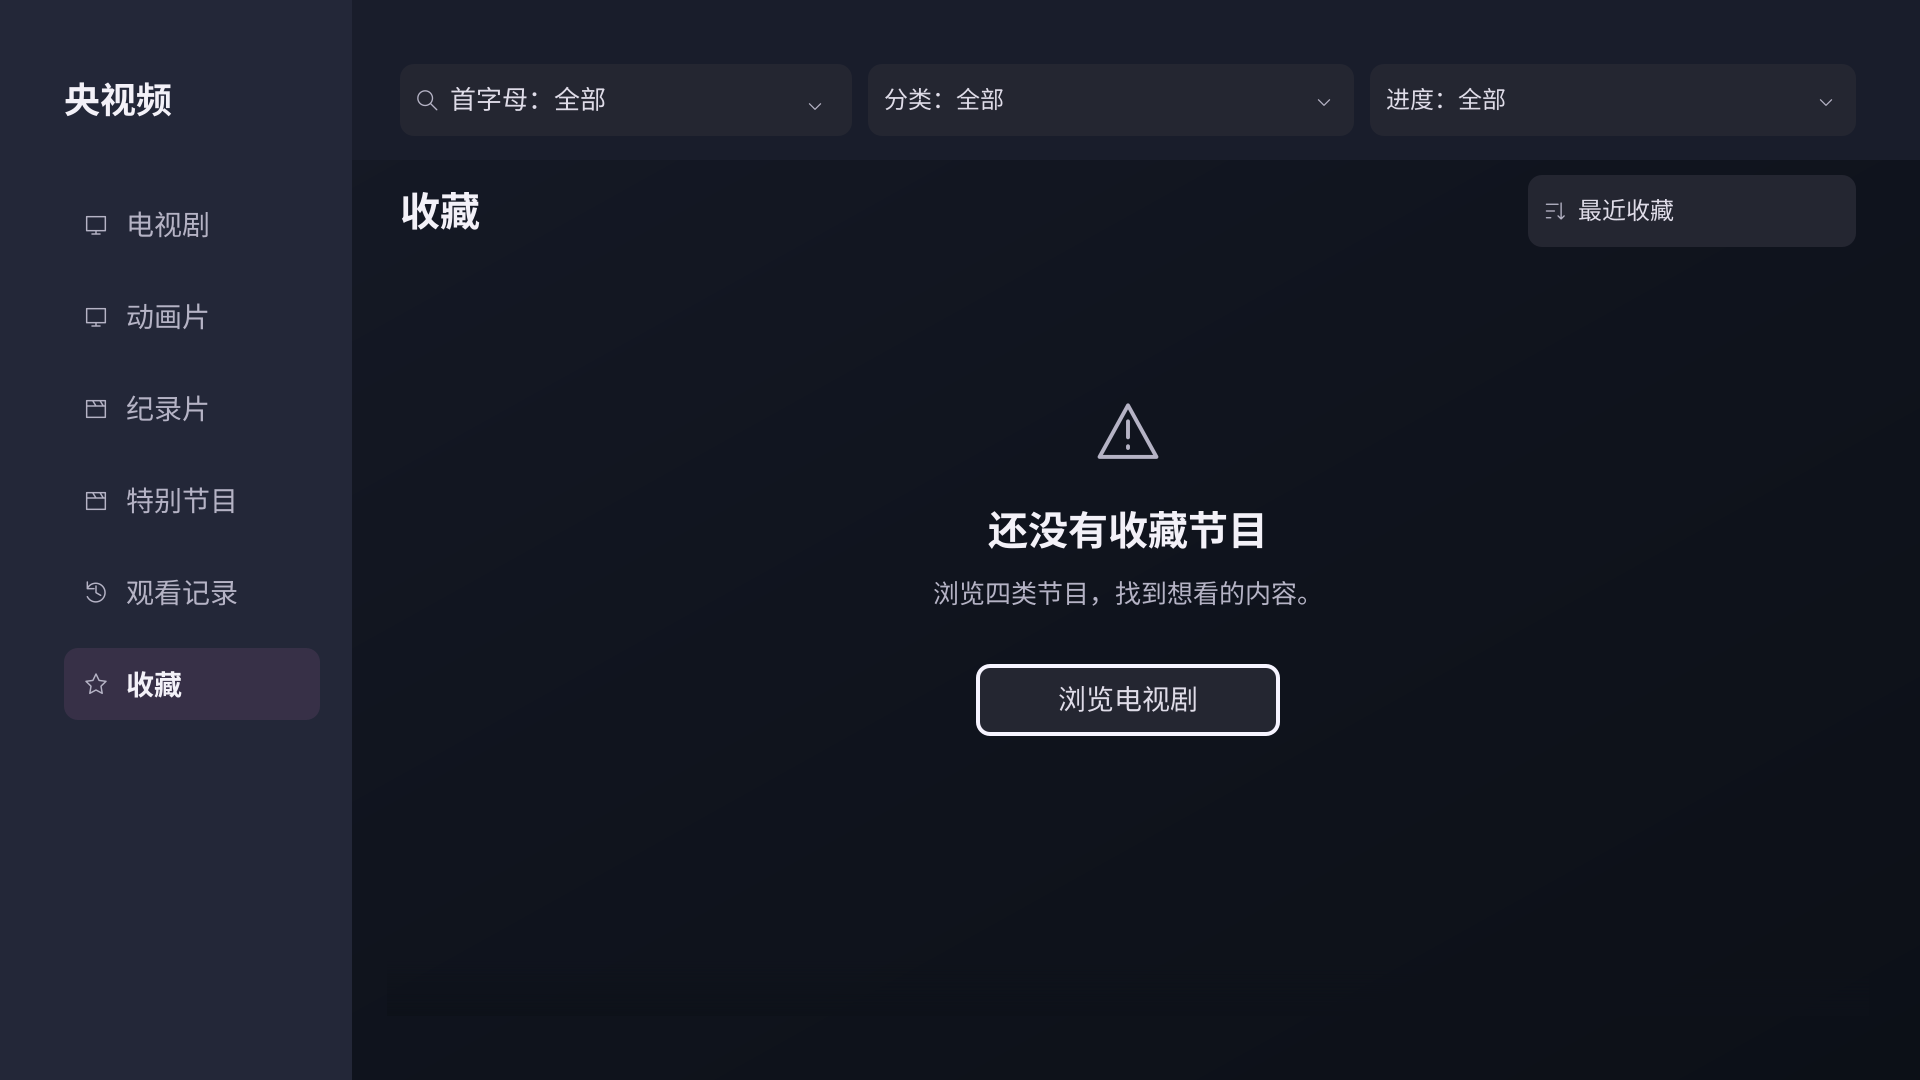 央视频
首字母：全部
分类：全部
进度：全部
收藏
最近收藏
电视剧
动画片
纪录片
特别节目
观看记录
收藏
还没有收藏节目
浏览四类节目，找到想看的内容。
浏览电视剧